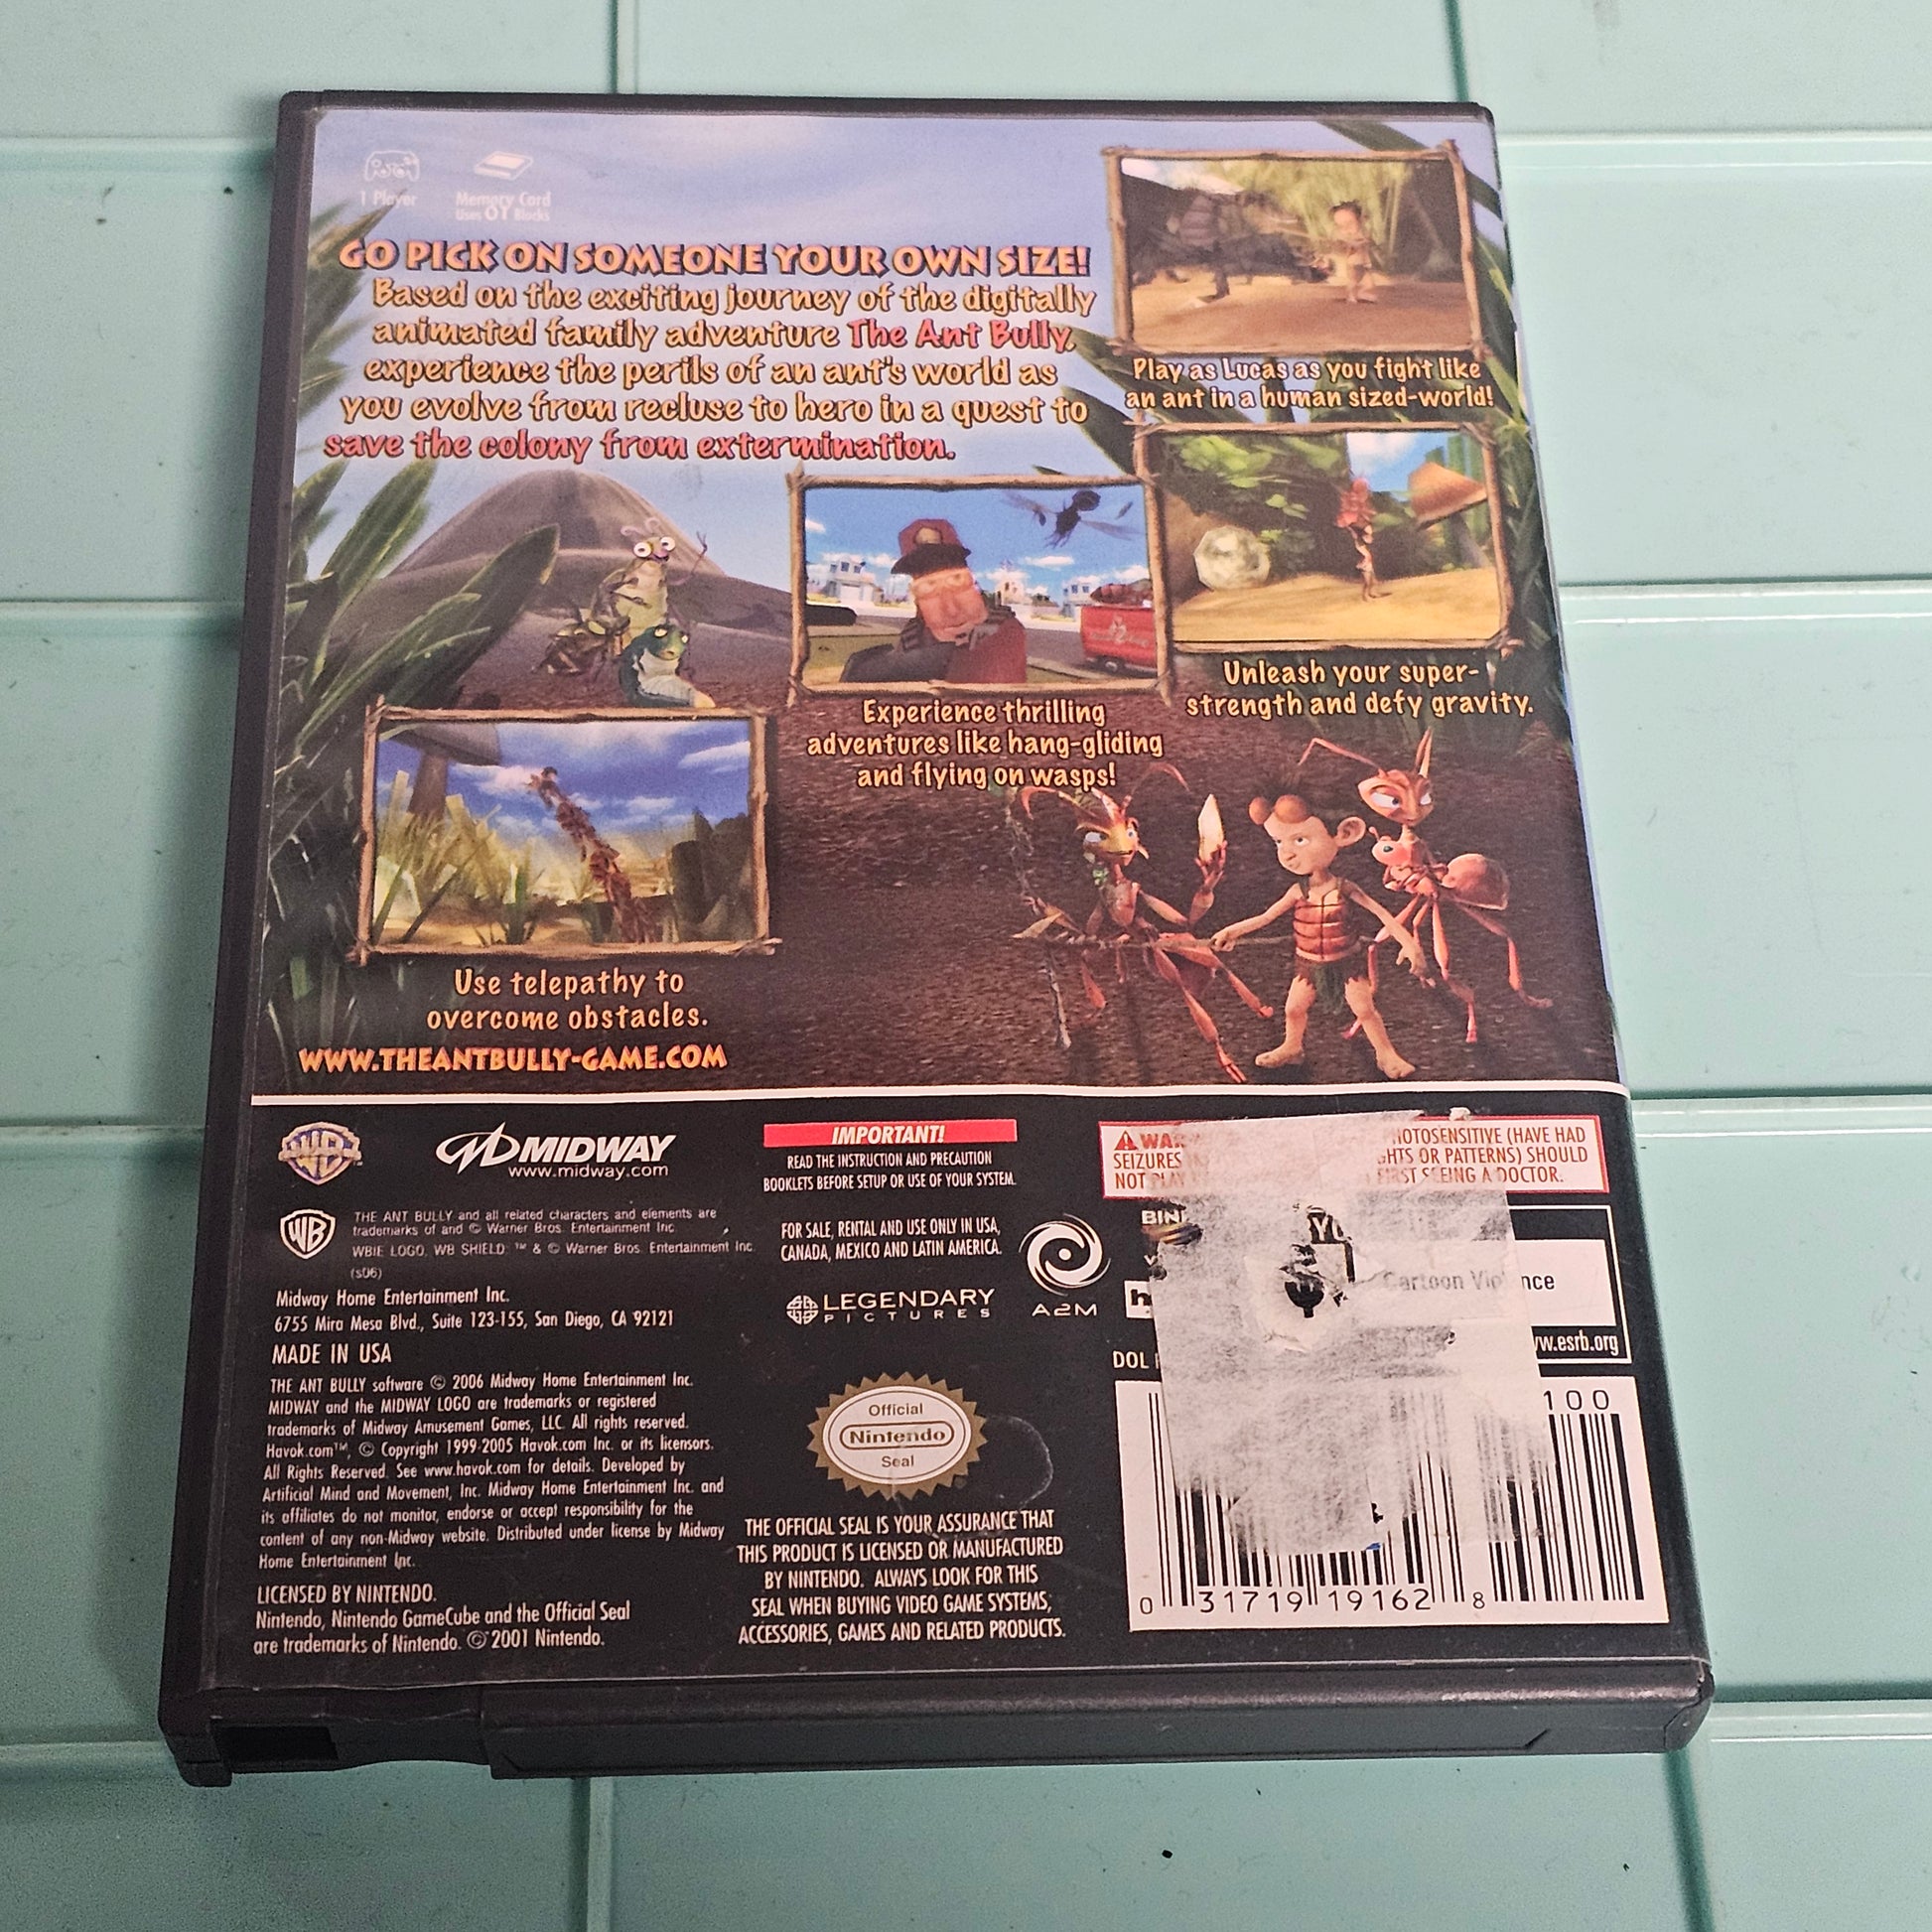 1 Player
Memory Card
Uses 01 Blocks
GO PICK ON SOMEONE YOUR OWN SIZE!
Based on the exciting journey of the digitally
animated family adventure The Ant Bully,
experience the perils of an ant's world as
you evolve from recluse to hero in a quest to
save the colony from extermination.
Play as Lucas as you fight like
an ant in a human sized-world!
Unleash your super-
strength and defy gravity.
Experience thrilling
adventures like hang-gliding
and flying on wasps!
Use telepathy to
overcome obstacles.
WWW.THEANTBULLY-GAME.COM
MIDWAY
www.midway.com
WB
THE ANT BULLY and all related characters and elements are
trademarks of and © Warner Bros. Entertainment Inc.
WBIE LOGO, WB SHIELD: ™ & © Warner Bros. Entertainment Inc.
(s06)
Midway Home Entertainment Inc.
6755 Mira Mesa Blvd., Suite 123-155, San Diego, CA 92121
MADE IN USA
THE ANT BULLY software © 2006 Midway Home Entertainment Inc.
MIDWAY and the MIDWAY LOGO are trademarks or registered
trademarks of Midway Amusement Games, LLC. All rights reserved.
Havok.com™; © Copyright 1999-2005 Havok.com Inc. or its licensors.
All Rights Reserved. See www.havok.com for details. Developed by
Artificial Mind and Movement, Inc. Midway Home Entertainment Inc. and
its affiliates do not monitor, endorse or accept responsibility for the
content of any non-Midway website. Distributed under license by Midway
Home Entertainment Inc.
LICENSED BY NINTENDO.
Nintendo, Nintendo GameCube and the Official Seal
are trademarks of Nintendo. © 2001 Nintendo.
IMPORTANT!
READ THE INSTRUCTION AND PRECAUTION
BOOKLETS BEFORE SETUP OR USE OF YOUR SYSTEM.
FOR SALE, RENTAL AND USE ONLY IN USA,
CANADA, MEXICO AND LATIN AMERICA.
LEGENDARY
PICTURES
A2M
Official
Nintendo
Seal
THE OFFICIAL SEAL IS YOUR ASSURANCE THAT
THIS PRODUCT IS LICENSED OR MANUFACTURED
BY NINTENDO. ALWAYS LOOK FOR THIS
SEAL WHEN BUYING VIDEO GAME SYSTEMS,
ACCESSORIES, GAMES AND RELATED PRODUCTS.
WAR HOTOSENSITIVE (HAVE HAD
SEIZURES GHTS OR PATTERNS) SHOULD
NOT PLAY FIRST SEEING A DOCTOR.
BIN
Cartoon Violence
w.esrb.org
DOL
100
0 31719 19162 8